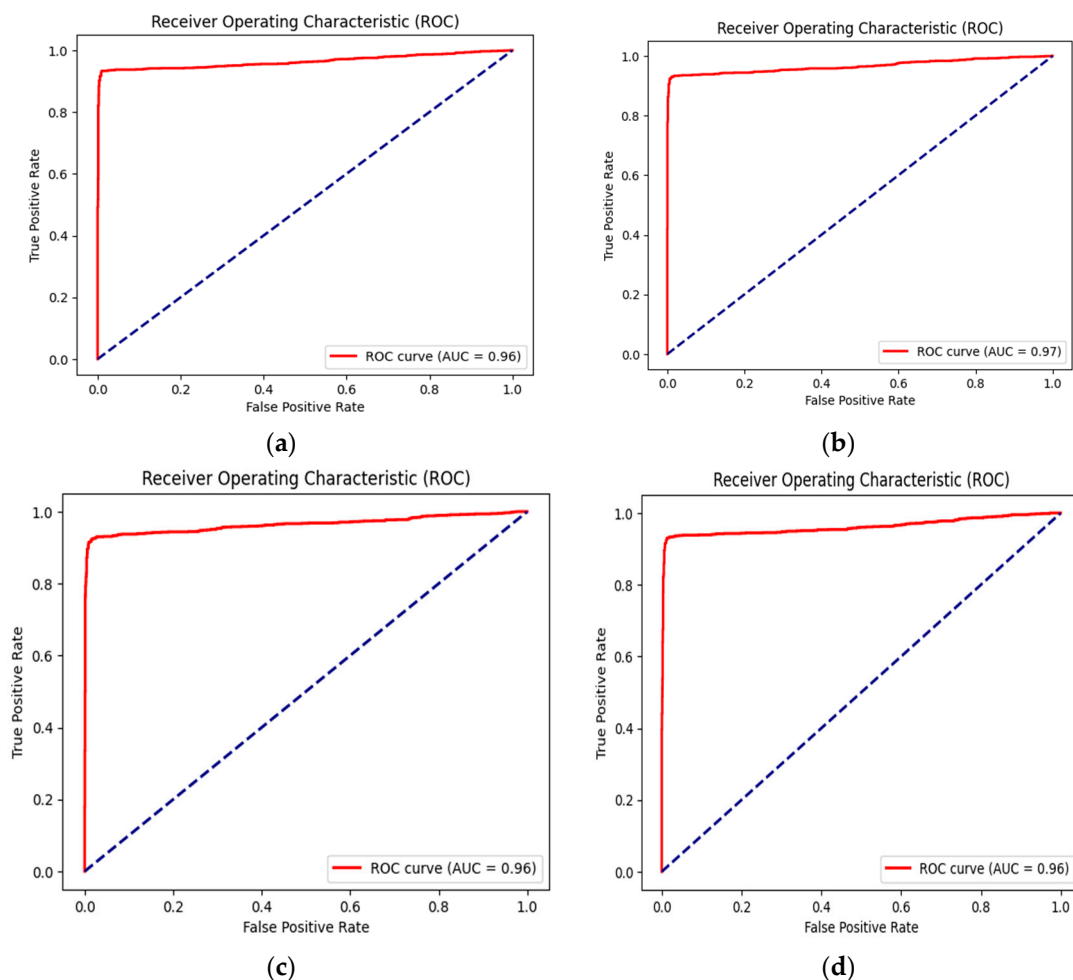 Receiver Operating Characteristic (ROC)
1.0
0.8
0.6
0.4
0.2
0.0
True Positive Rate
ROC curve (AUC = 0.96)
0.0 0.2 0.4 0.6 0.8 1.0
False Positive Rate
(a)
Receiver Operating Characteristic (ROC)
1.0
0.8
0.6
0.4
0.2
0.0
True Positive Rate
ROC curve (AUC = 0.97)
0.0 0.2 0.4 0.6 0.8 1.0
False Positive Rate
(b)
Receiver Operating Characteristic (ROC)
1.0
0.8
0.6
0.4
0.2
0.0
True Positive Rate
ROC curve (AUC = 0.96)
0.0 0.2 0.4 0.6 0.8 1.0
False Positive Rate
(c)
Receiver Operating Characteristic (ROC)
1.0
0.8
0.6
0.4
0.2
0.0
True Positive Rate
ROC curve (AUC = 0.96)
0.0 0.2 0.4 0.6 0.8 1.0
False Positive Rate
(d)